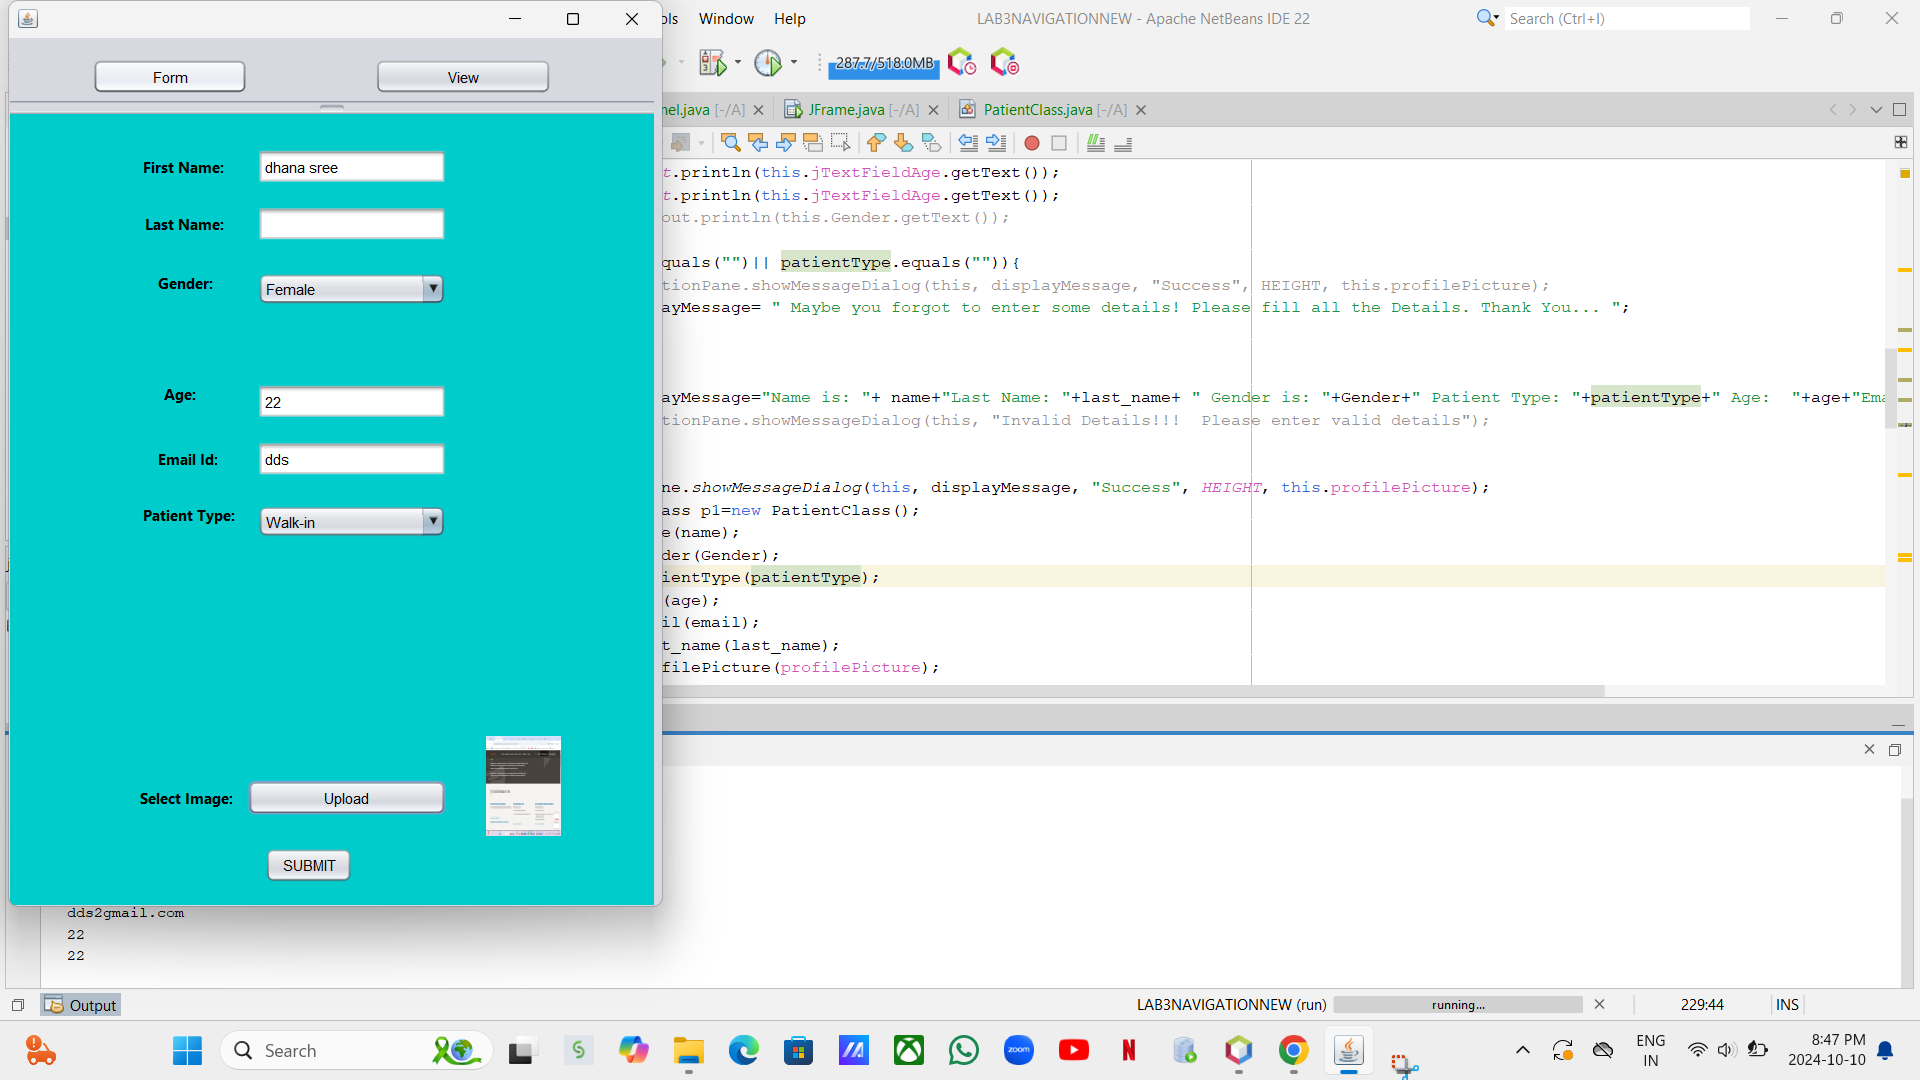 ols Window Help
LAB3NAVIGATIONNEW - Apache NetBeans IDE 22
Search (Ctrl+I)
287.7/518.0MB
Form
View
nel.java [-/A]
JFrame.java [-/A]
PatientClass.java [-/A]
First Name:
dhana sree
Last Name:
Gender:
Female
Age:
22
Email Id:
dds
Patient Type:
Walk-in
Select Image:
Upload
SUBMIT
t.println(this.jTextFieldAge.getText());
t.println(this.jTextFieldAge.getText());
out.println(this.Gender.getText());
quals("")|| patientType.equals("")){
tionPane.showMessageDialog(this, displayMessage, "Success", HEIGHT, this.profilePicture);
ayMessage= " Maybe you forgot to enter some details! Please fill all the Details. Thank You... ";
ayMessage="Name is: "+ name+"Last Name: "+last_name+ " Gender is: "+Gender+" Patient Type: "+patientType+" Age:  "+age+"Ema
tionPane.showMessageDialog(this, "Invalid Details!!!  Please enter valid details");
ne.showMessageDialog(this, displayMessage, "Success", HEIGHT, this.profilePicture);
ass p1=new PatientClass();
e(name);
der(Gender);
ientType(patientType);
(age);
il(email);
t_name(last_name);
filePicture(profilePicture);
dds2gmail.com
22
22
Output
LAB3NAVIGATIONNEW (run)
running...
229:44
INS
Search
zoom
ENG
IN
8:47 PM
2024-10-10